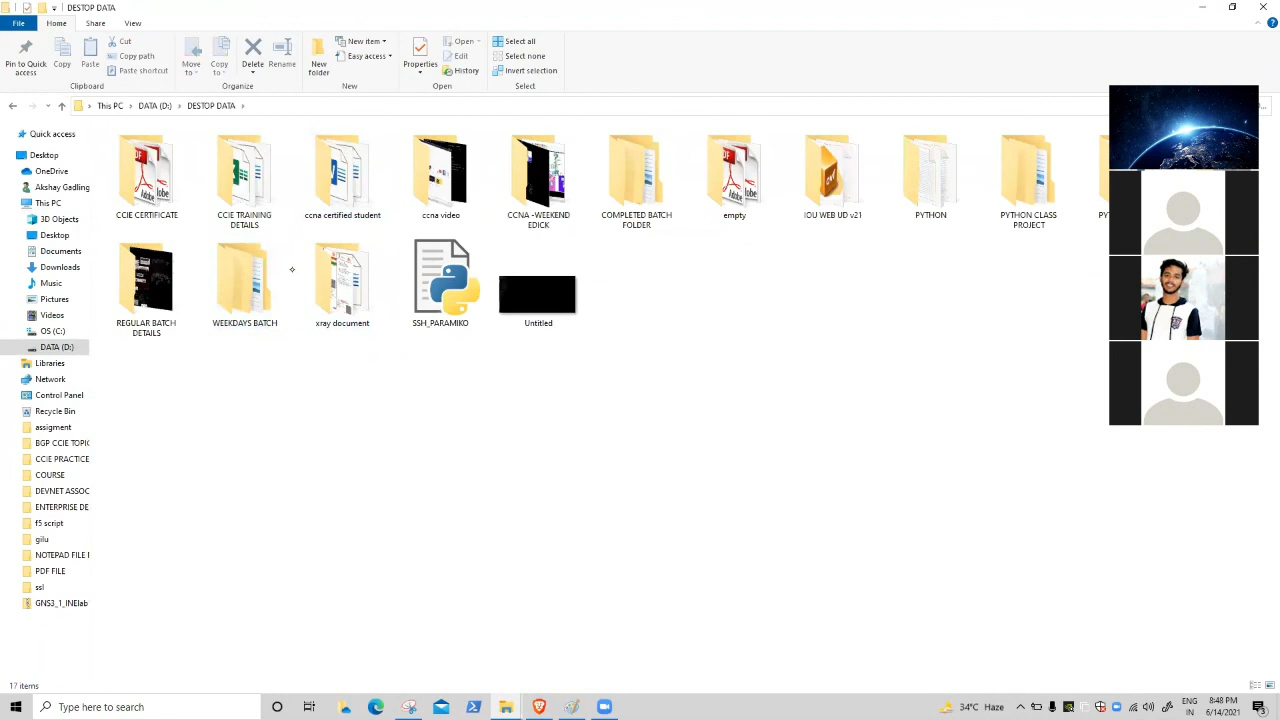 DESTOP DATA
File
Home
Share
View
Pin to Quick
access
Copy
Paste
Cut
Copy path
Paste shortcut
Clipboard
Move
to
Copy
to
Delete
Rename
Organize
New
folder
New item
Easy access
New
Properties
Open
Edit
History
Open
Select all
Select none
Invert selection
Select
This PC
DATA (D:)
DESTOP DATA
Quick access
Desktop
OneDrive
Akshay Gadling
This PC
3D Objects
Desktop
Documents
Downloads
Music
Pictures
Videos
OS (C:)
DATA (D:)
Libraries
Network
Control Panel
Recycle Bin
assigment
BGP CCIE TOPIC
CCIE PRACTICE
COURSE
DEVNET ASSOC
ENTERPRISE DE
f5 script
gilu
NOTEPAD FILE
PDF FILE
ssl
GNS3_1_INElab
CCIE CERTIFICATE
CCIE TRAINING
DETAILS
ccna certified student
ccna video
CCNA -WEEKEND
EDICK
COMPLETED BATCH
FOLDER
empty
IOU WEB UD v21
PYTHON
PYTHON CLASS
PROJECT
PY
REGULAR BATCH
DETAILS
WEEKDAYS BATCH
xray document
SSH_PARAMIKO
Untitled
17 items
Type here to search
34°C Haze
ENG
IN
8:48 PM
6/14/2021
3